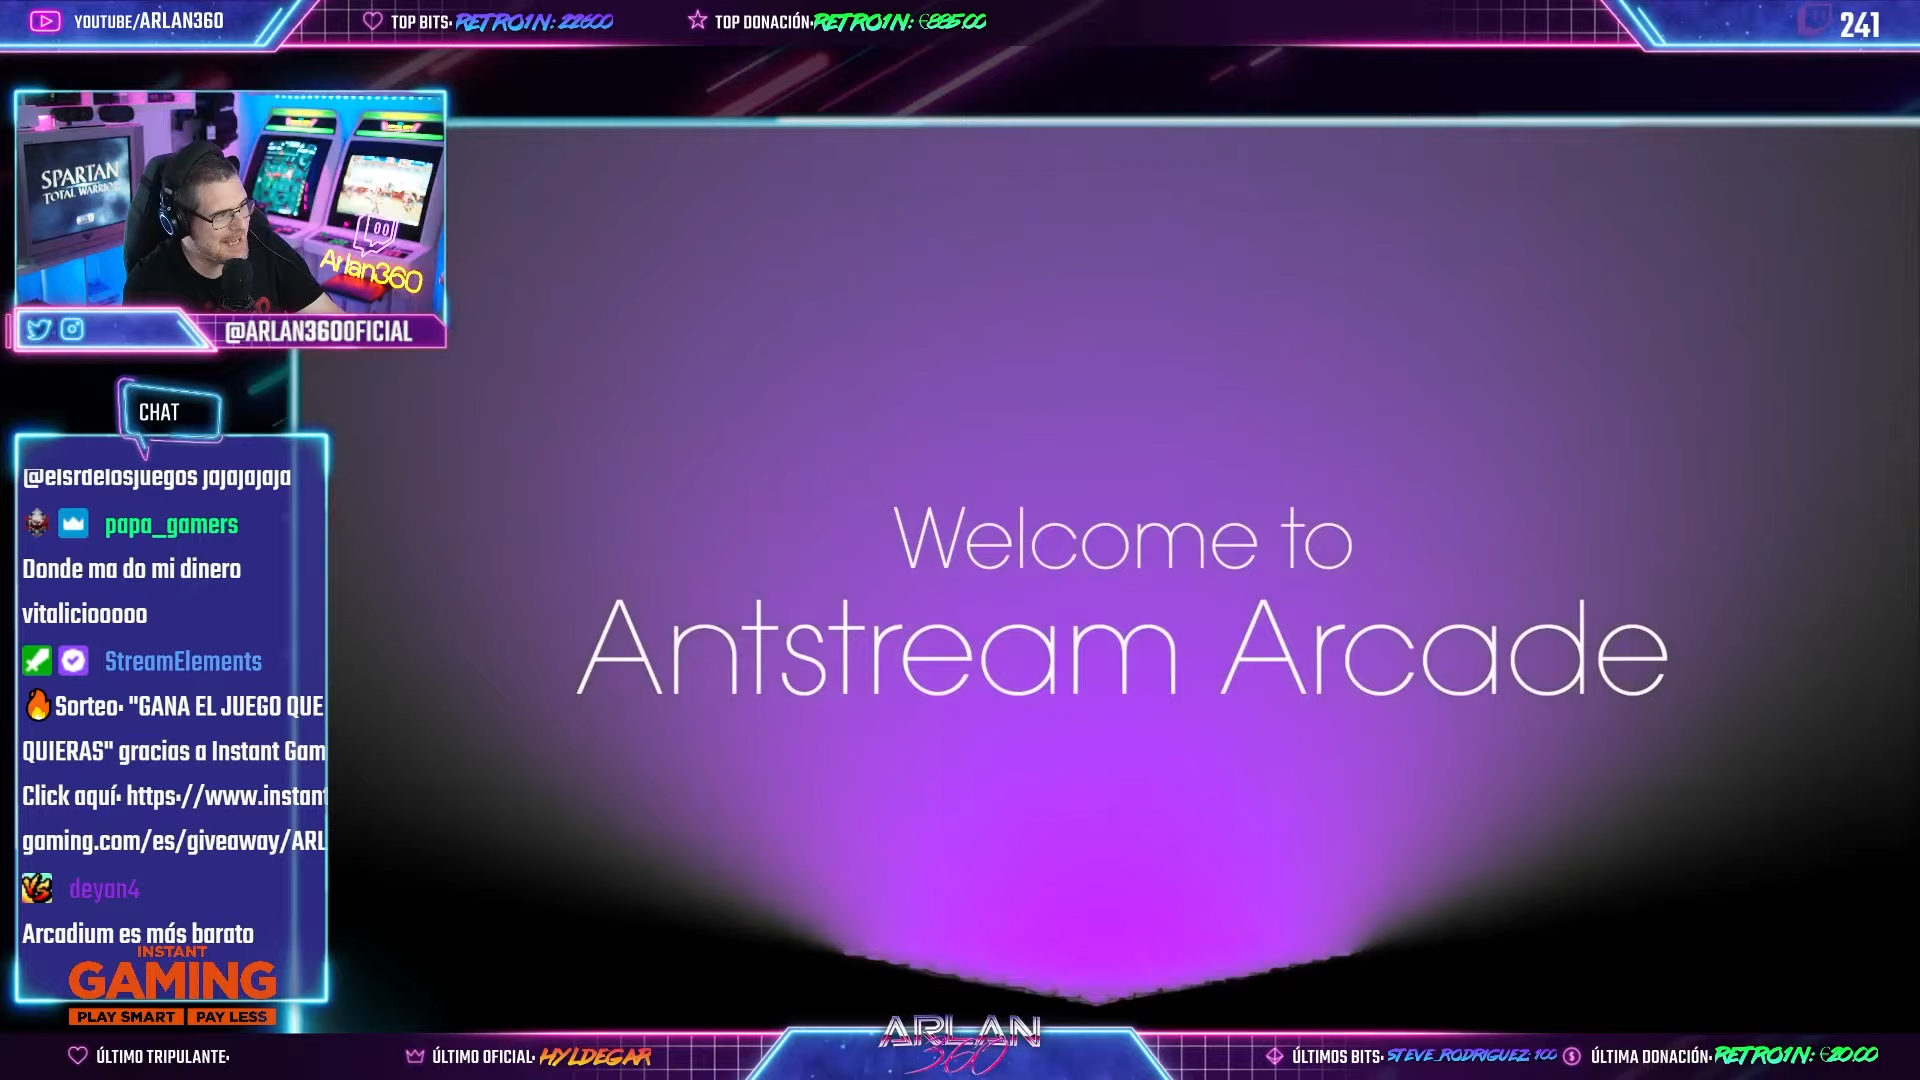 YOUTUBE/ARLAN360
TOP BITS: RETRO1N: 22600
TOP DONACIÓN: RETRO1N: €885.00
241
SPARTAN
TOTAL WARRIOR
Arlan360
@ARLAN360OFICIAL
CHAT
@elsrdelosjuegos jajajajaja
papa_gamers
Donde ma do mi dinero
vitaliciooooo
StreamElements
Sorteo: "GANA EL JUEGO QUE
QUIERAS" gracias a Instant Gam
Click aquí: https://www.instant
gaming.com/es/giveaway/ARL
VS deyan4
Arcadium es más barato
INSTANT
GAMING
PLAY SMART PAY LESS
Welcome to
Antstream Arcade
ÚLTIMO TRIPULANTE:
ÚLTIMO OFICIAL: HYLDEGAR
ARLAN
360
ÚLTIMOS BITS: STEVE_RODRIGUEZ: 100
ÚLTIMA DONACIÓN: RETRO1N: €20.00